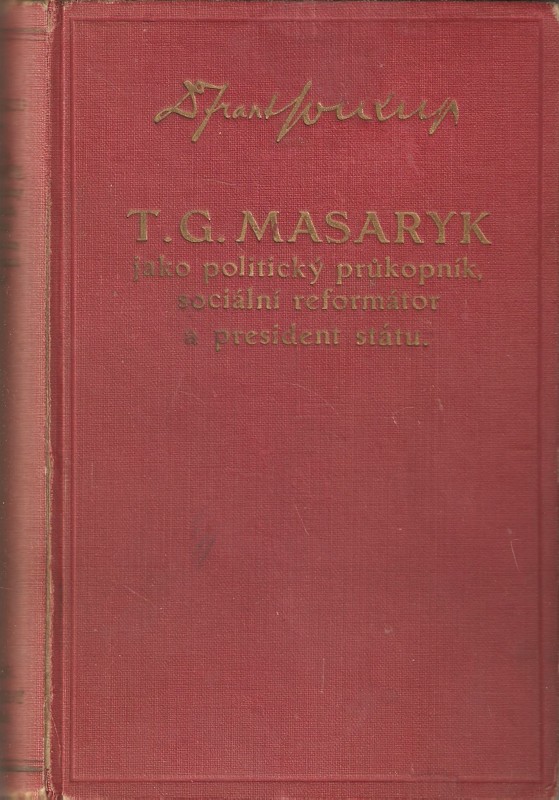 Dr Frant Soukup
T. G. MASARYK
jako politický průkopník,
sociální reformátor
a president státu.